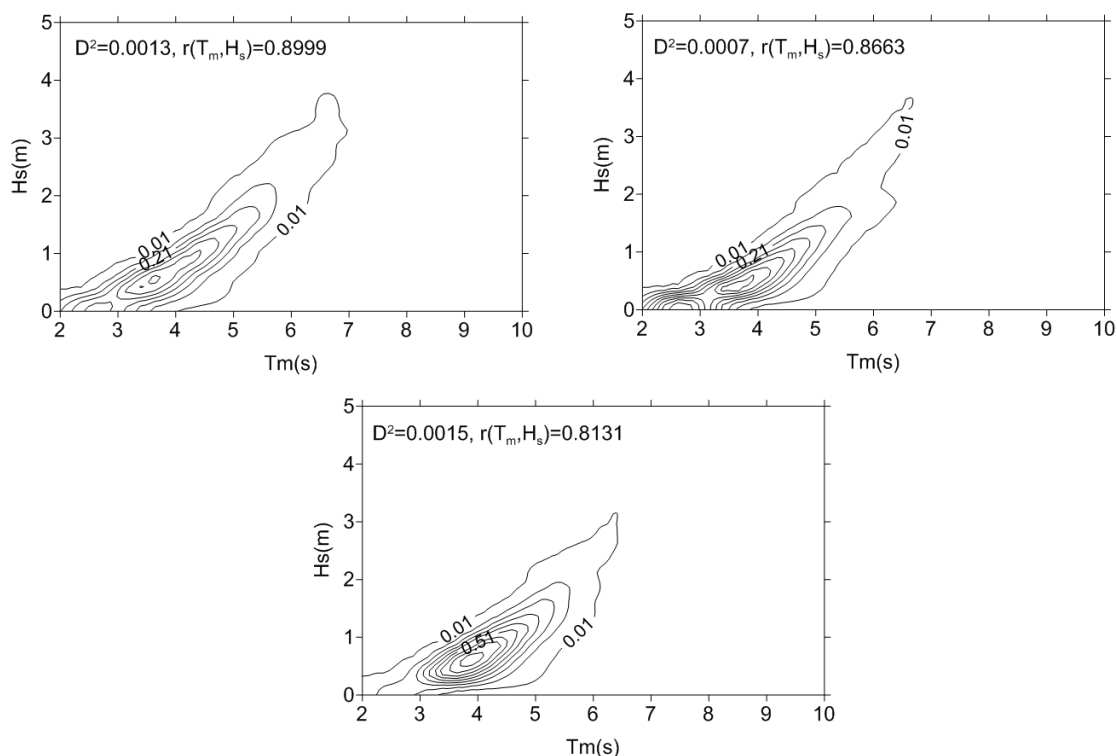 5
D²=0.0013, r(Tₘ,Hₛ)=0.8999
4
3
Hs(m)
2
1
0.01
0.21
0.01
0
2 3 4 5 6 7 8 9 10
Tm(s)
5
D²=0.0007, r(Tₘ,Hₛ)=0.8663
4
3
0.01
Hs(m)
2
1
0.01
0.21
0
2 3 4 5 6 7 8 9 10
Tm(s)
5
D²=0.0015, r(Tₘ,Hₛ)=0.8131
4
3
Hs(m)
2
1
0.01
0.51
0.01
0
2 3 4 5 6 7 8 9 10
Tm(s)